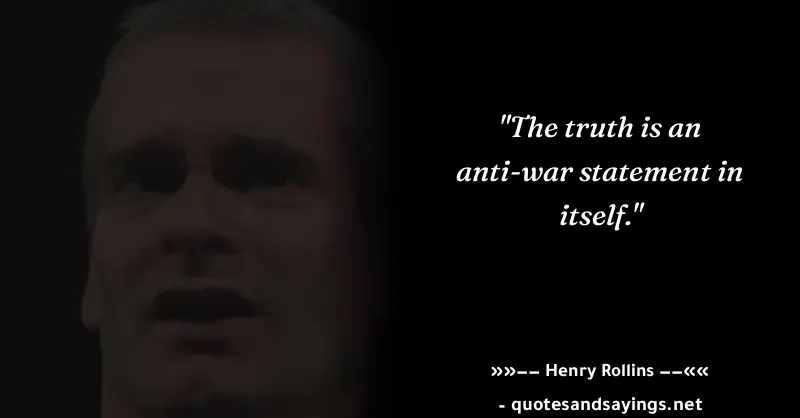 "The truth is an
anti-war statement in
itself."
»»–– Henry Rollins ––««
- quotesandsayings.net